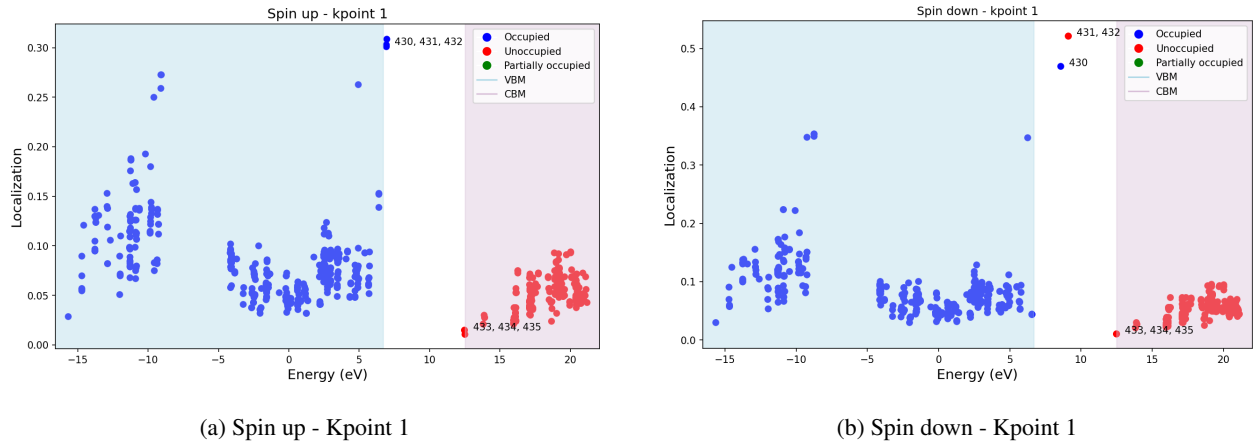 Spin up - kpoint 1
Localization
0.30
0.25
0.20
0.15
0.10
0.05
0.00
430, 431, 432
433, 434, 435
Occupied
Unoccupied
Partially occupied
VBM
CBM
−15
−10
−5
0
5
10
15
20
Energy (eV)
(a) Spin up - Kpoint 1
Spin down - kpoint 1
Localization
0.5
0.4
0.3
0.2
0.1
0.0
431, 432
430
433, 434, 435
Occupied
Unoccupied
Partially occupied
VBM
CBM
−15
−10
−5
0
5
10
15
20
Energy (eV)
(b) Spin down - Kpoint 1